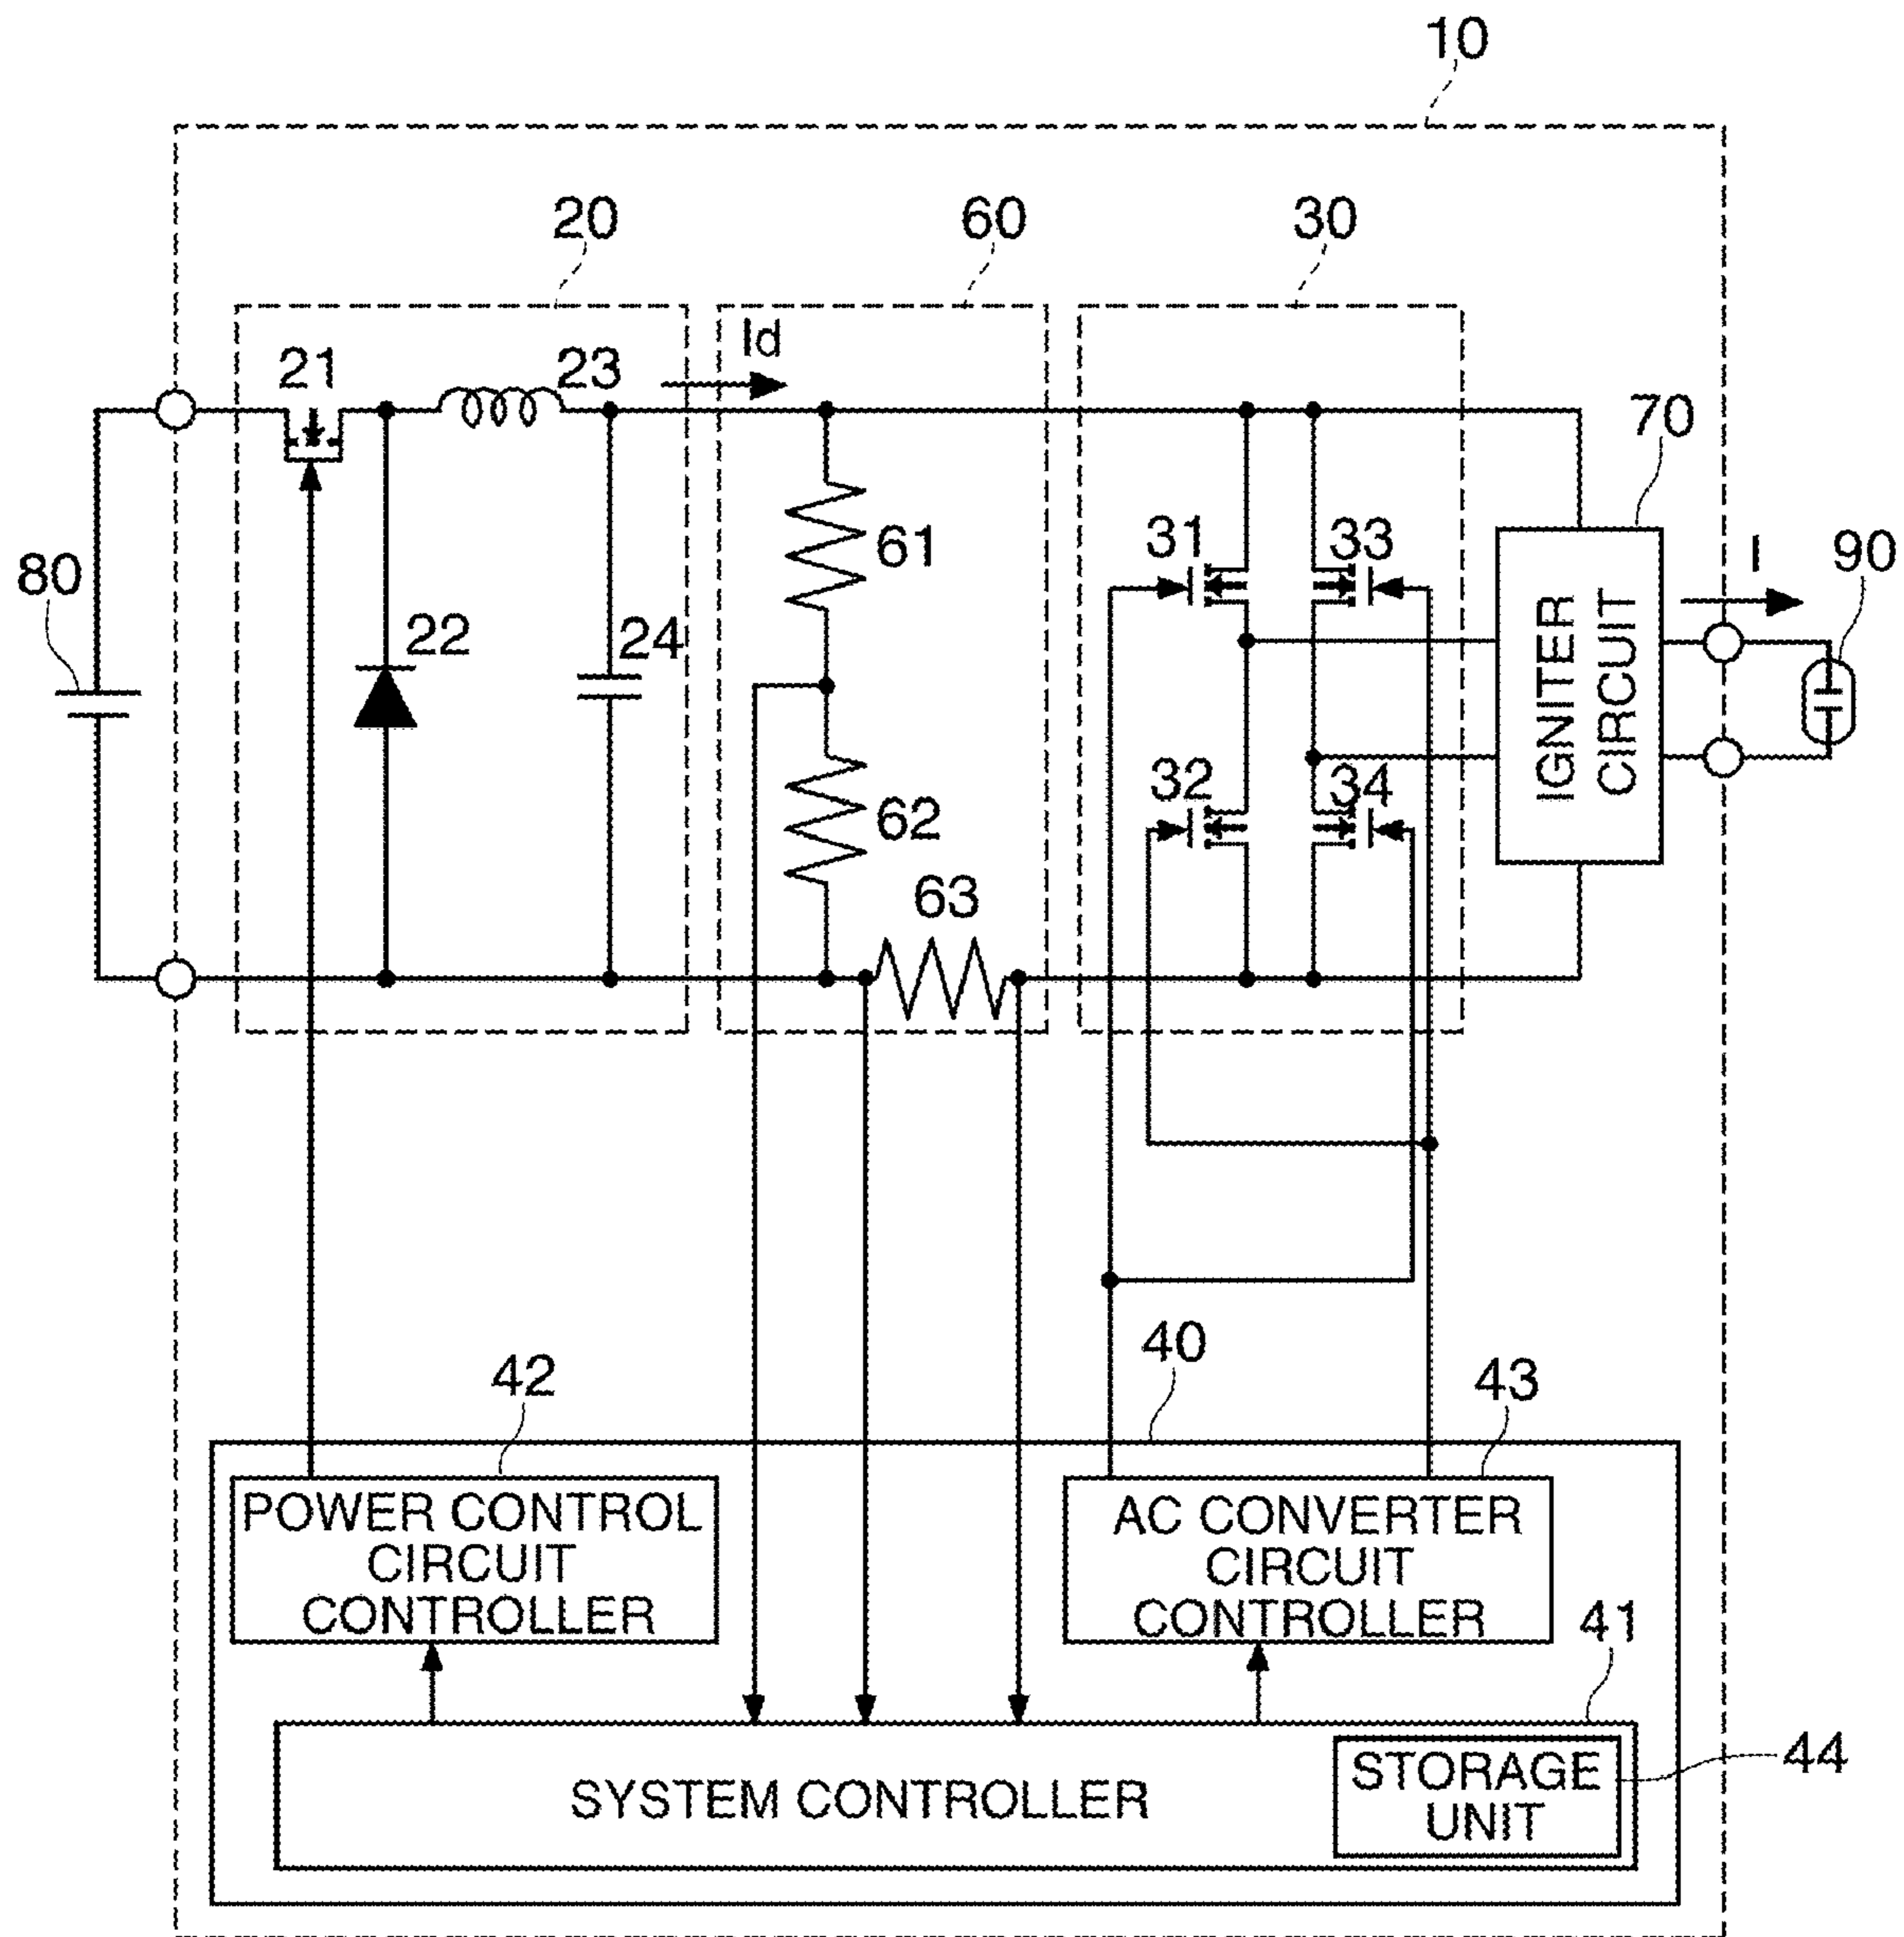 10
20
60
30
Id
21
23
70
61
31
33
I
90
80
22
24
IGNITER
CIRCUIT
32
34
62
63
40
42
43
POWER CONTROL
CIRCUIT
CONTROLLER
AC CONVERTER
CIRCUIT
CONTROLLER
41
SYSTEM CONTROLLER
STORAGE
UNIT
44